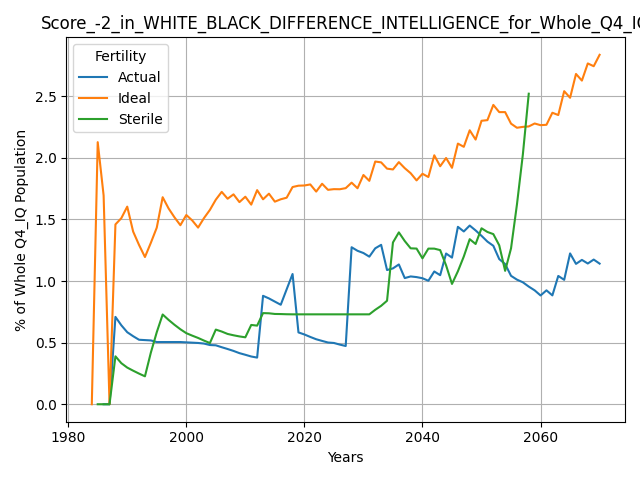 Score_-2_in_WHITE_BLACK_DIFFERENCE_INTELLIGENCE_for_Whole_Q4_IQ
Fertility
Actual
Ideal
Sterile
% of Whole Q4_IQ Population
2.5
2.0
1.5
1.0
0.5
0.0
1980
2000
2020
2040
2060
Years